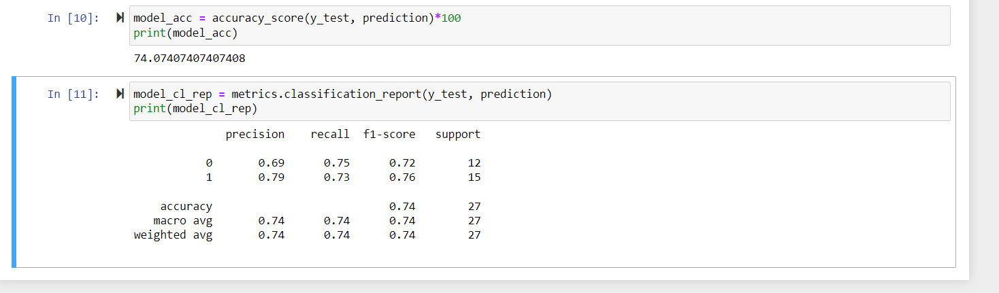 In [10]: model_acc = accuracy_score(y_test, prediction)*100
print(model_acc)
74.07407407407408
In [11]: model_cl_rep = metrics.classification_report(y_test, prediction)
print(model_cl_rep)
precision recall f1-score support
0 0.69 0.75 0.72 12
1 0.79 0.73 0.76 15
accuracy 0.74 27
macro avg 0.74 0.74 0.74 27
weighted avg 0.74 0.74 0.74 27